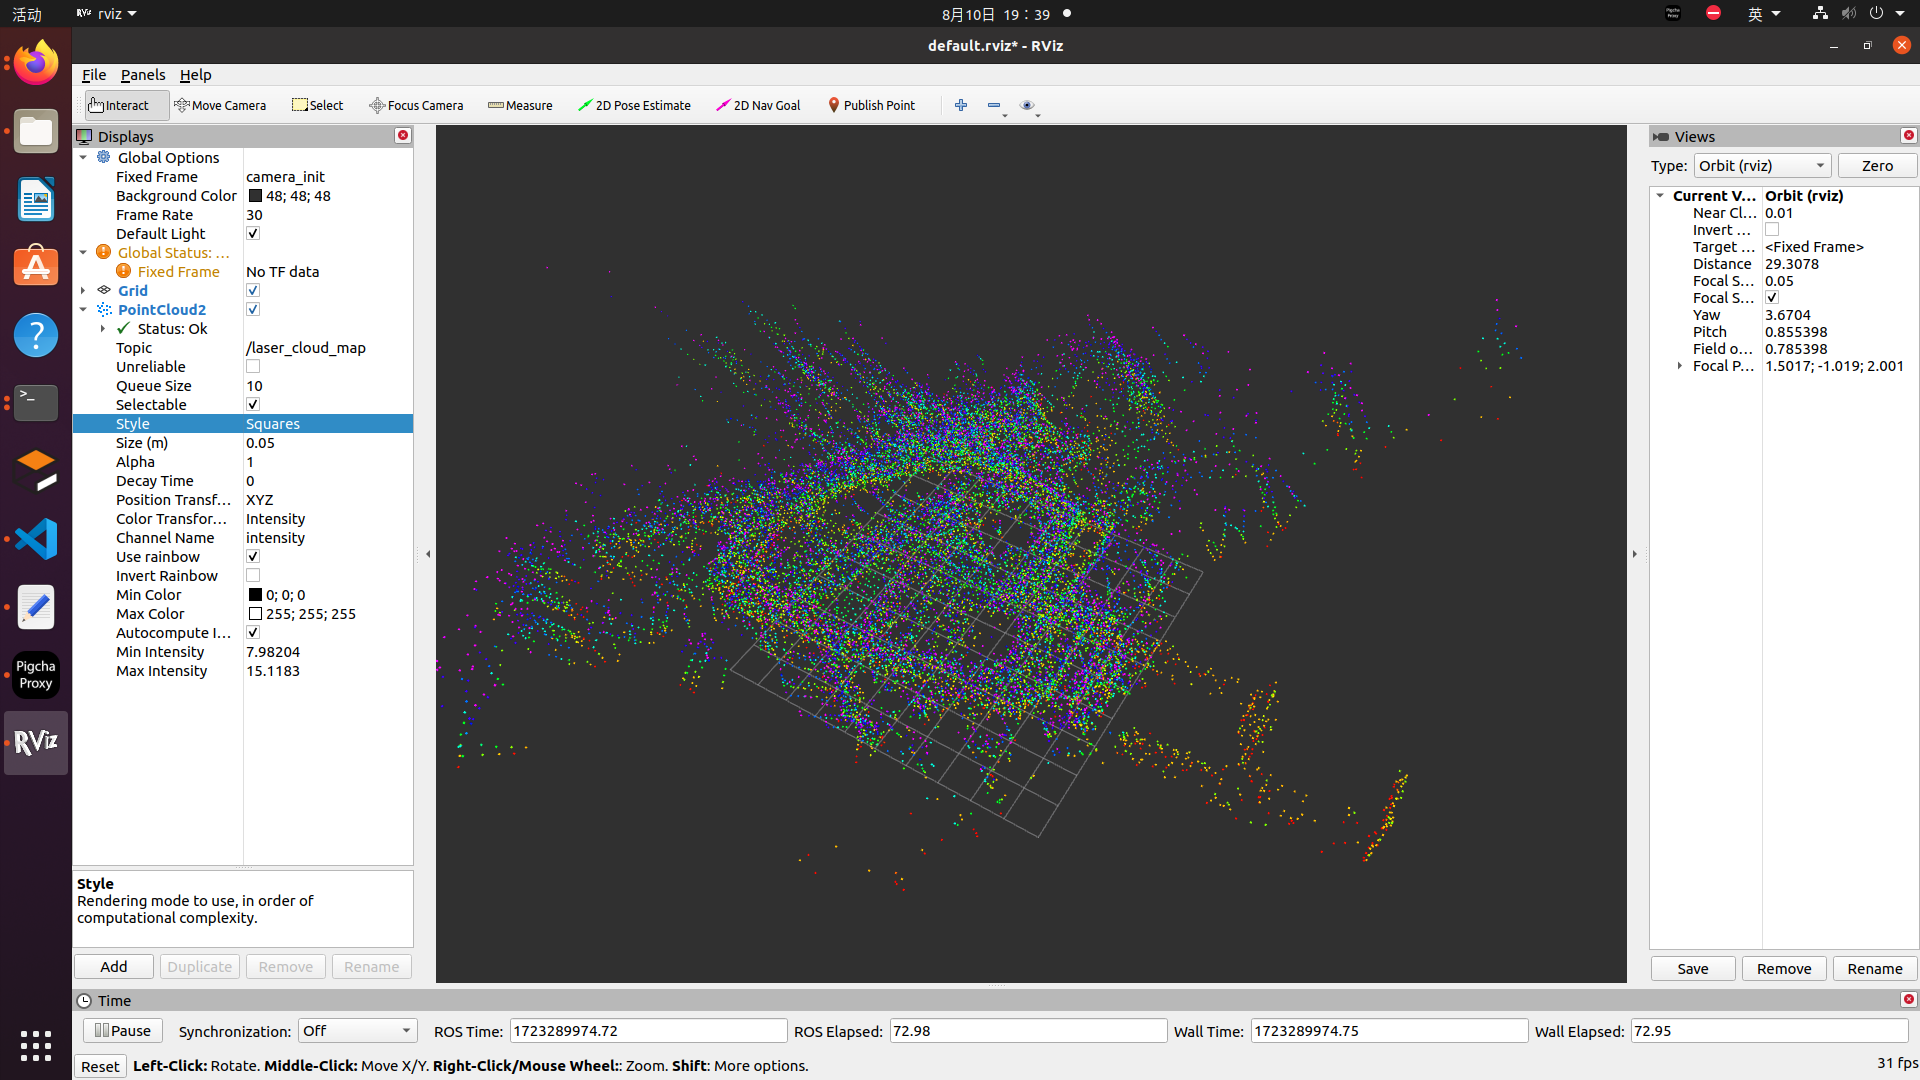 活动
RViz rviz
8月10日 19：39
Pigcha Proxy
英
default.rviz* - RViz
File Panels Help
Interact Move Camera Select Focus Camera Measure 2D Pose Estimate 2D Nav Goal Publish Point
Displays
Global Options
Fixed Frame camera_init
Background Color 48; 48; 48
Frame Rate 30
Default Light
Global Status: ...
Fixed Frame No TF data
Grid
PointCloud2
Status: Ok
Topic /laser_cloud_map
Unreliable
Queue Size 10
Selectable
Style Squares
Size (m) 0.05
Alpha 1
Decay Time 0
Position Transf... XYZ
Color Transfor... Intensity
Channel Name intensity
Use rainbow
Invert Rainbow
Min Color 0; 0; 0
Max Color 255; 255; 255
Autocompute I...
Min Intensity 7.98204
Max Intensity 15.1183
Style
Rendering mode to use, in order of
computational complexity.
Add Duplicate Remove Rename
Views
Type: Orbit (rviz) Zero
Current V... Orbit (rviz)
Near Cl... 0.01
Invert ...
Target ... <Fixed Frame>
Distance 29.3078
Focal S... 0.05
Focal S...
Yaw 3.6704
Pitch 0.855398
Field o... 0.785398
Focal P... 1.5017; -1.019; 2.001
Save Remove Rename
Pigcha
Proxy
RViz
Time
Pause Synchronization: Off ROS Time: 1723289974.72 ROS Elapsed: 72.98 Wall Time: 1723289974.75 Wall Elapsed: 72.95
Reset Left-Click: Rotate. Middle-Click: Move X/Y. Right-Click/Mouse Wheel:: Zoom. Shift: More options.
31 fps